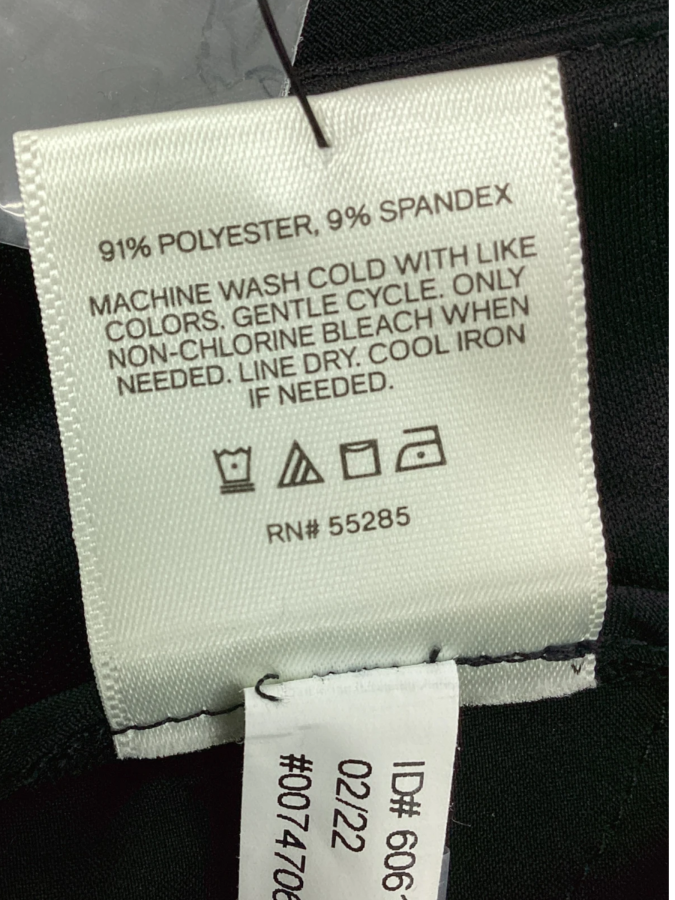 91% POLYESTER, 9% SPANDEX
MACHINE WASH COLD WITH LIKE
COLORS. GENTLE CYCLE. ONLY
NON-CHLORINE BLEACH WHEN
NEEDED. LINE DRY. COOL IRON
IF NEEDED.
RN# 55285
ID# 606
02/22
#0074706